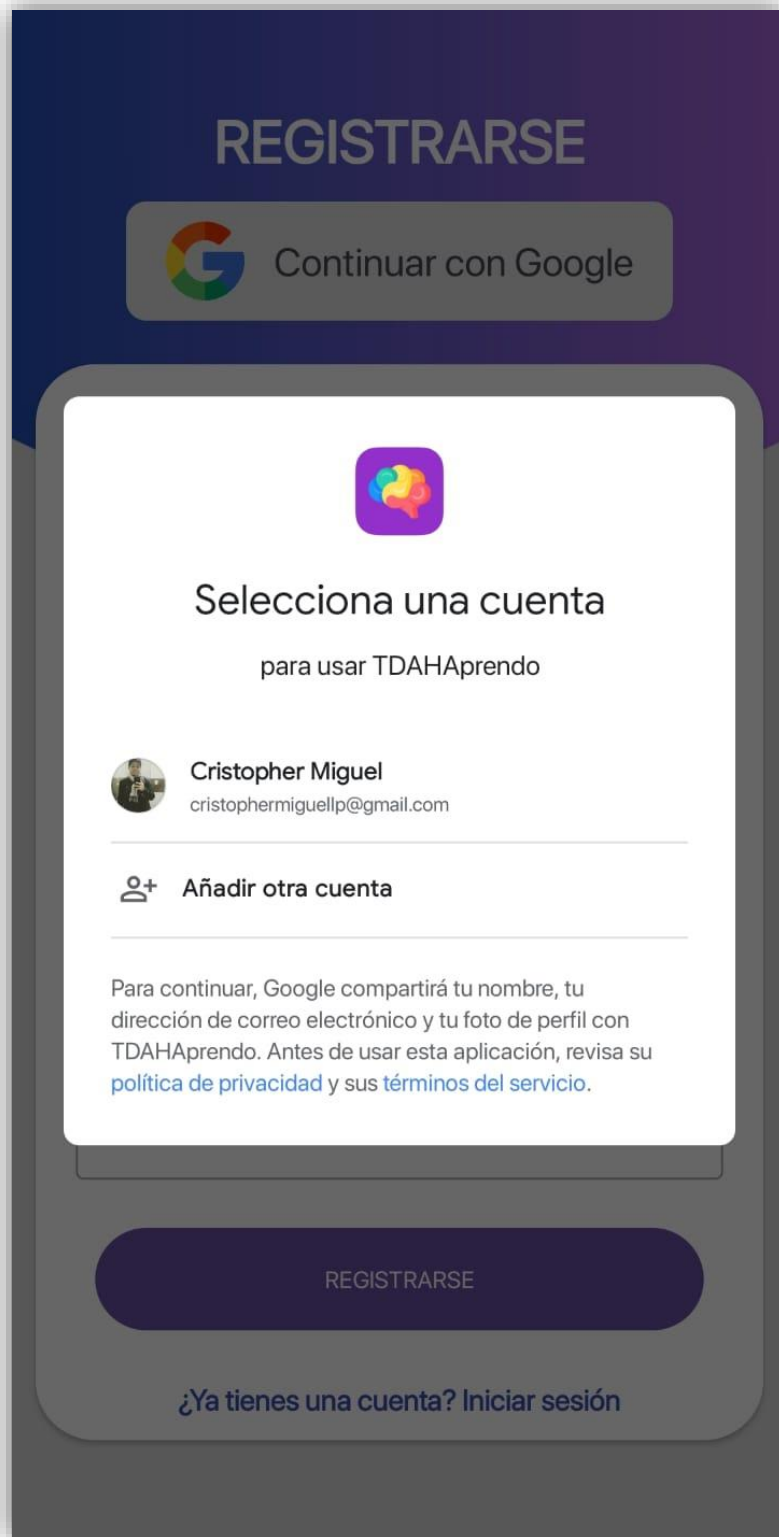 REGISTRARSE
Continuar con Google
Selecciona una cuenta
para usar TDAHAprendo
Cristopher Miguel
cristophermiguellp@gmail.com
Añadir otra cuenta
Para continuar, Google compartirá tu nombre, tu
dirección de correo electrónico y tu foto de perfil con
TDAHAprendo. Antes de usar esta aplicación, revisa su
política de privacidad y sus términos del servicio.
REGISTRARSE
¿Ya tienes una cuenta? Iniciar sesión